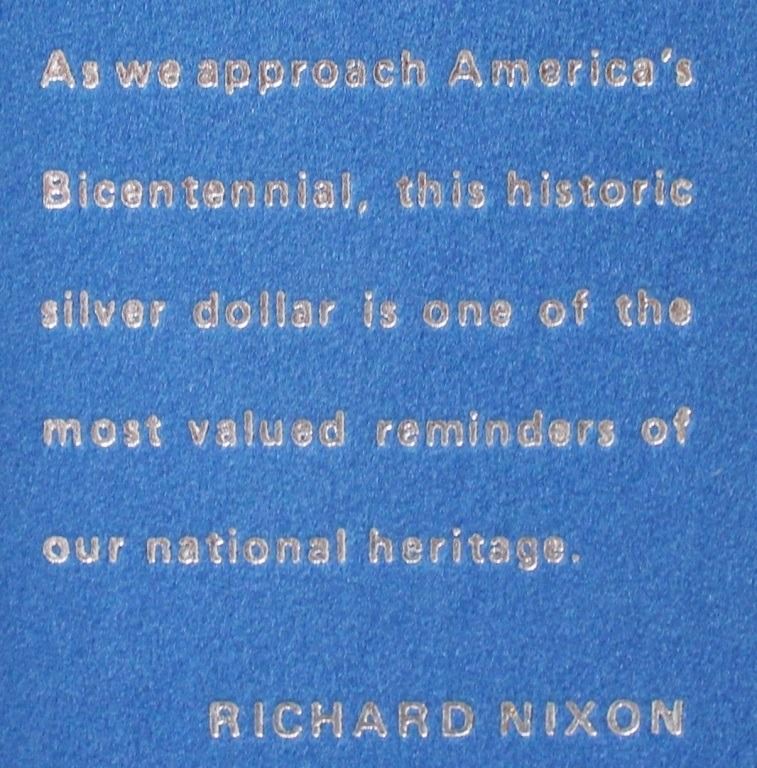 As we approach America's
Bicentennial, this historic
silver dollar is one of the
most valued reminders of
our national heritage.
RICHARD NIXON